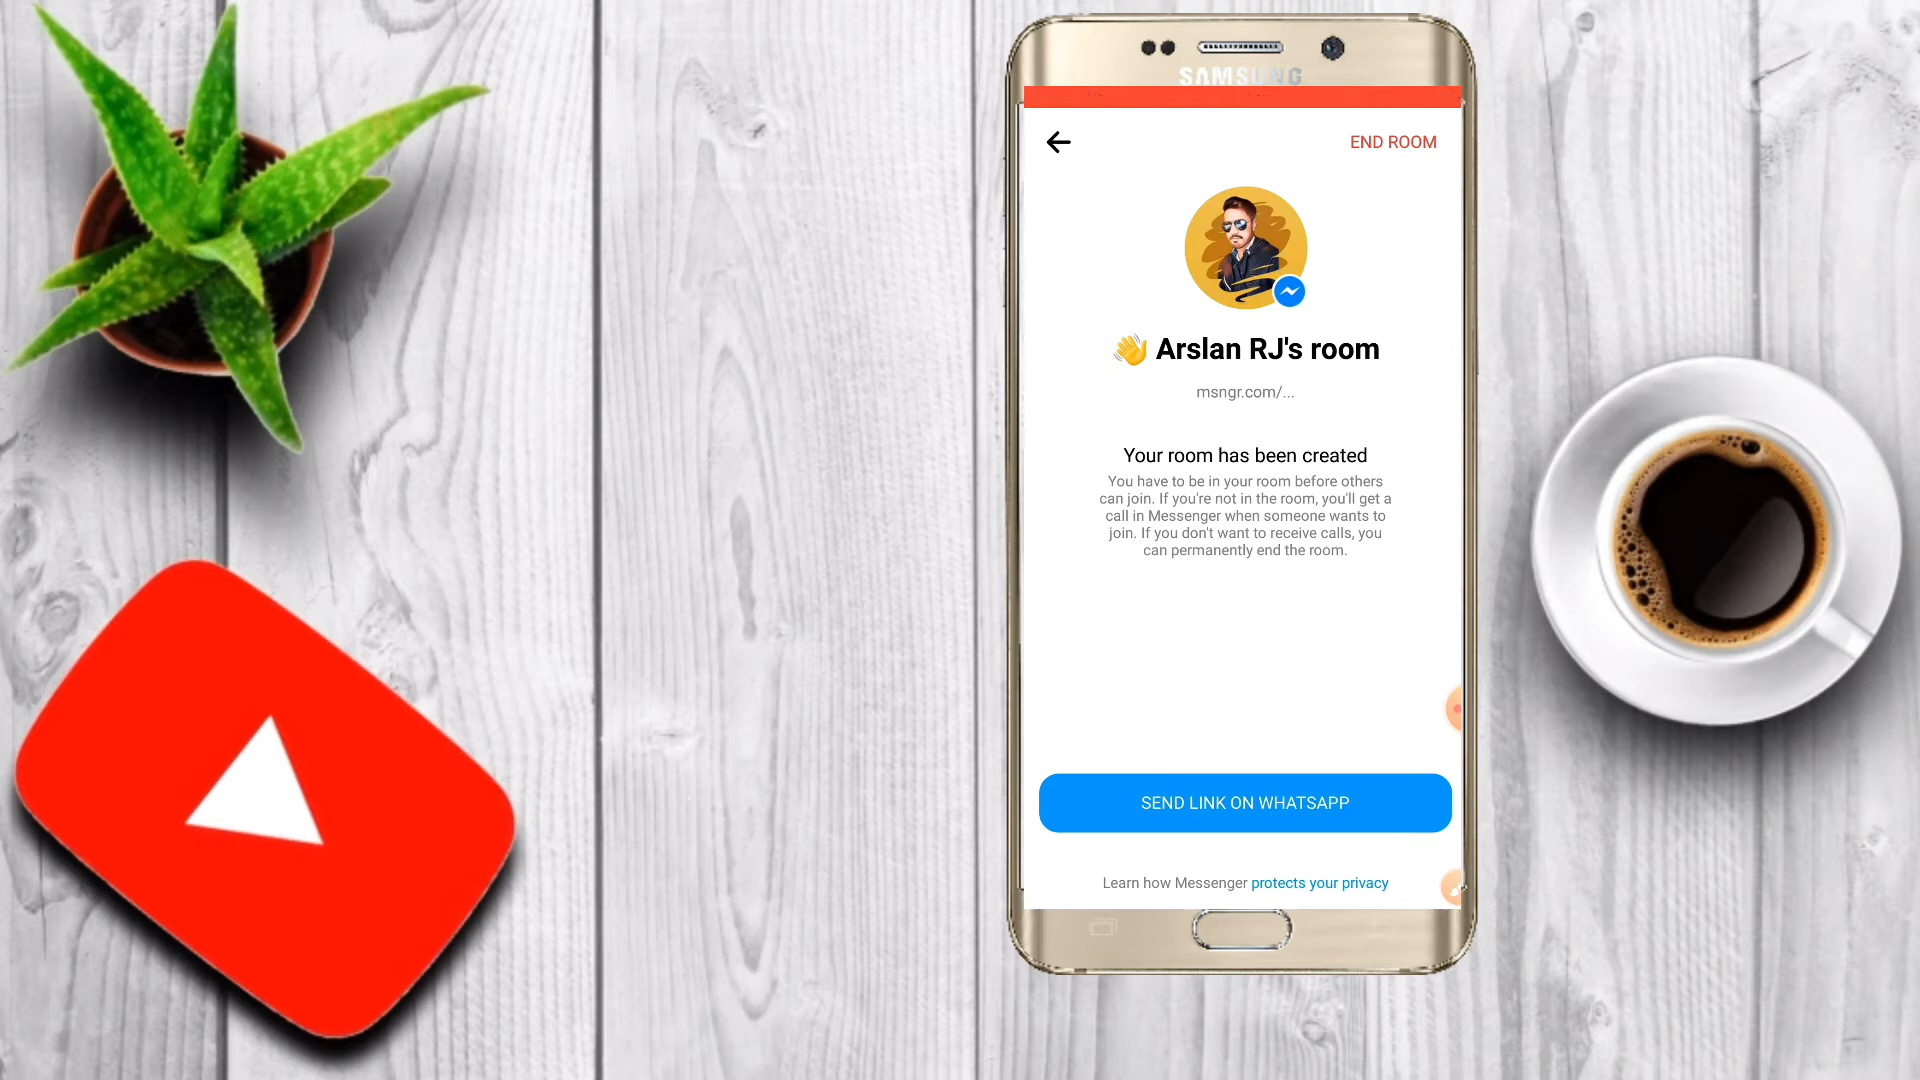 SAMSUNG
END ROOM
👋 Arslan RJ's room
msngr.com/...
Your room has been created
You have to be in your room before others
can join. If you're not in the room, you'll get a
call in Messenger when someone wants to
join. If you don't want to receive calls, you
can permanently end the room.
SEND LINK ON WHATSAPP
Learn how Messenger protects your privacy